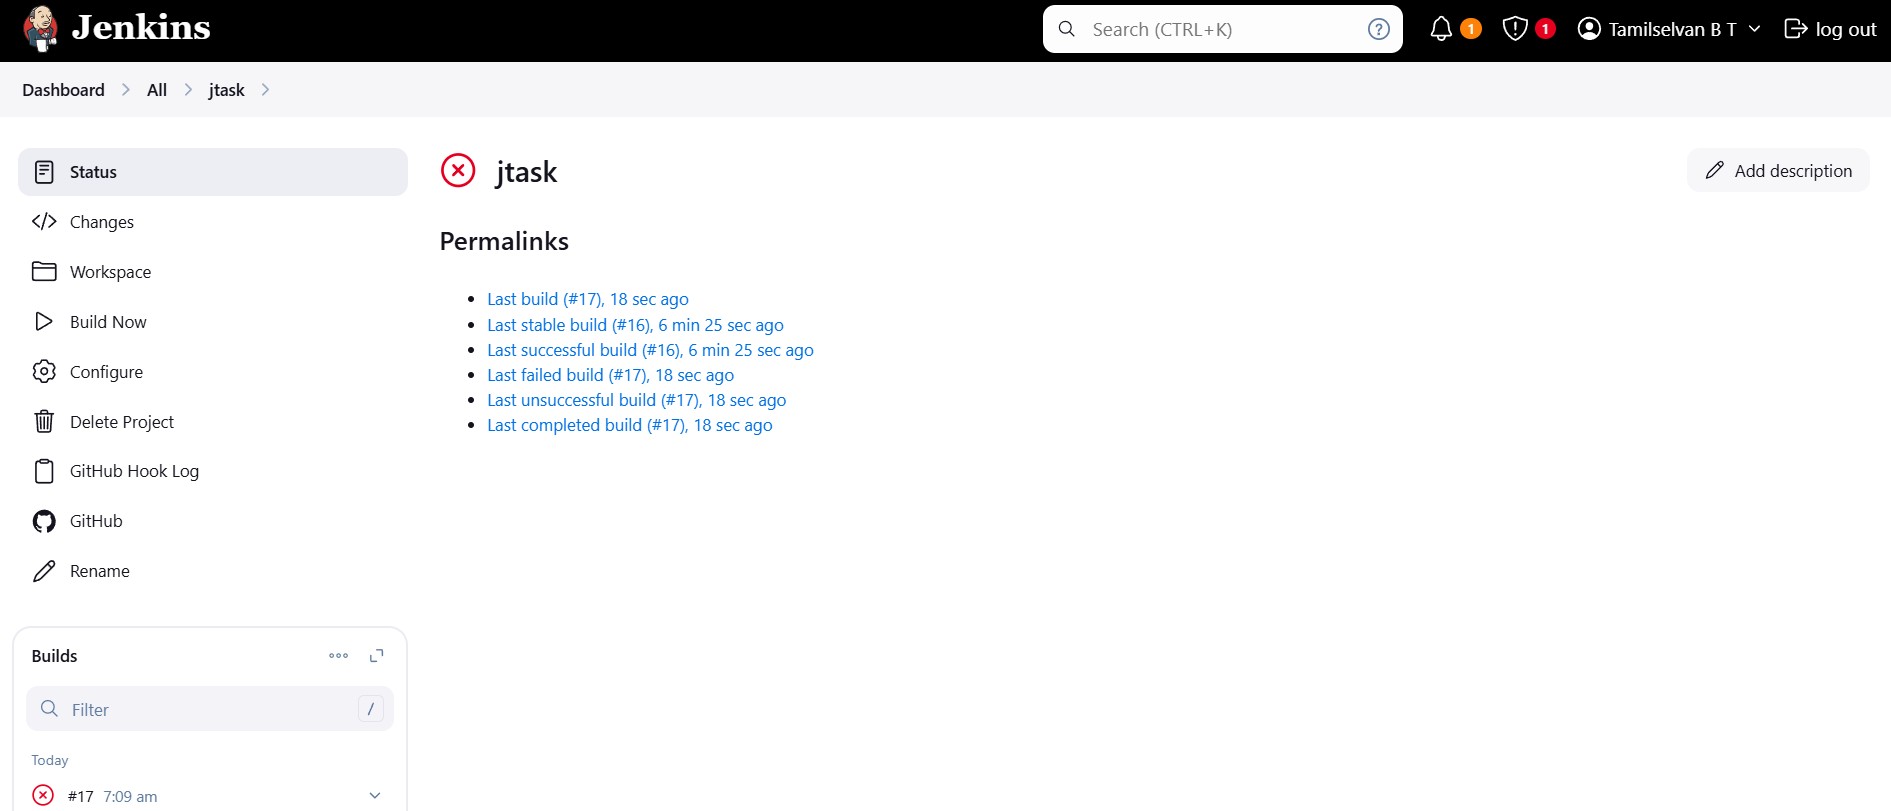 Jenkins
Search (CTRL+K)
?
1
1
Tamilselvan B T
log out
Dashboard
All
jtask
Status
Changes
Workspace
Build Now
Configure
Delete Project
GitHub Hook Log
GitHub
Rename
jtask
Add description
Permalinks
Last build (#17), 18 sec ago
Last stable build (#16), 6 min 25 sec ago
Last successful build (#16), 6 min 25 sec ago
Last failed build (#17), 18 sec ago
Last unsuccessful build (#17), 18 sec ago
Last completed build (#17), 18 sec ago
Builds
Filter
/
Today
#17 7:09 am